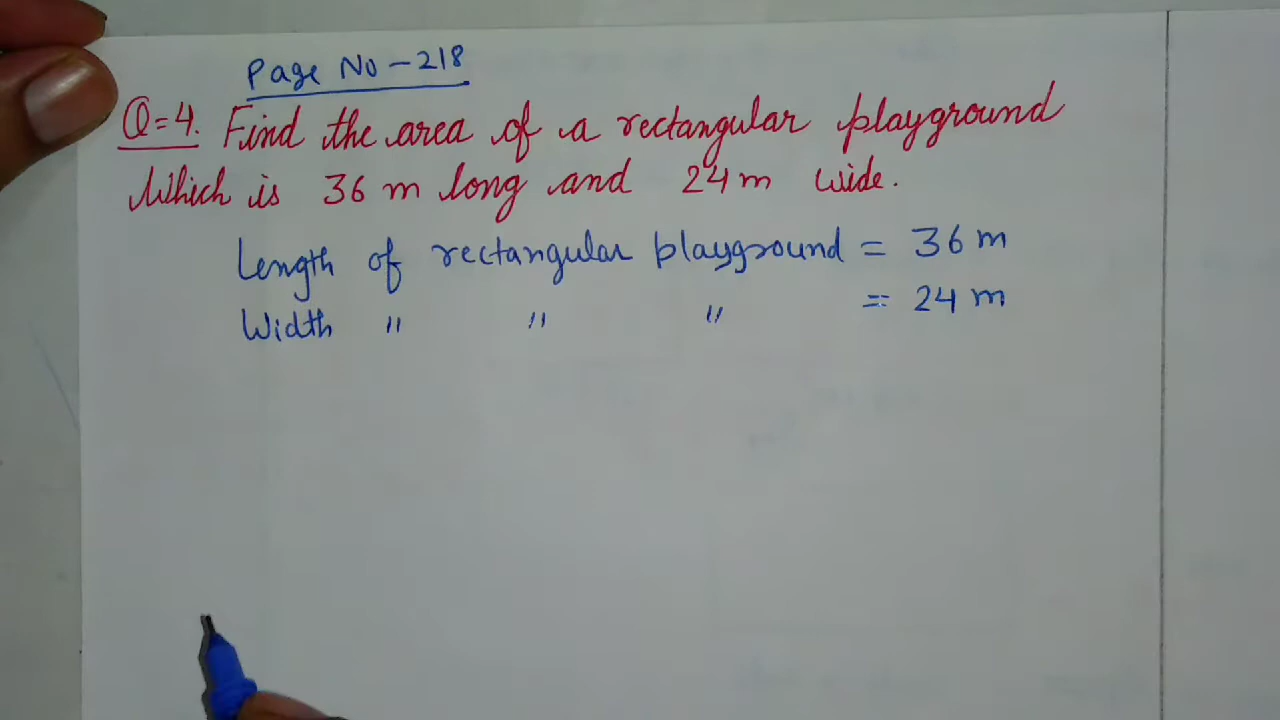 Page No - 218
Q=4. Find the area of a rectangular playground
Which is 36 m long and 24 m wide.
Length of rectangular playground = 36 m
Width " " " = 24 m